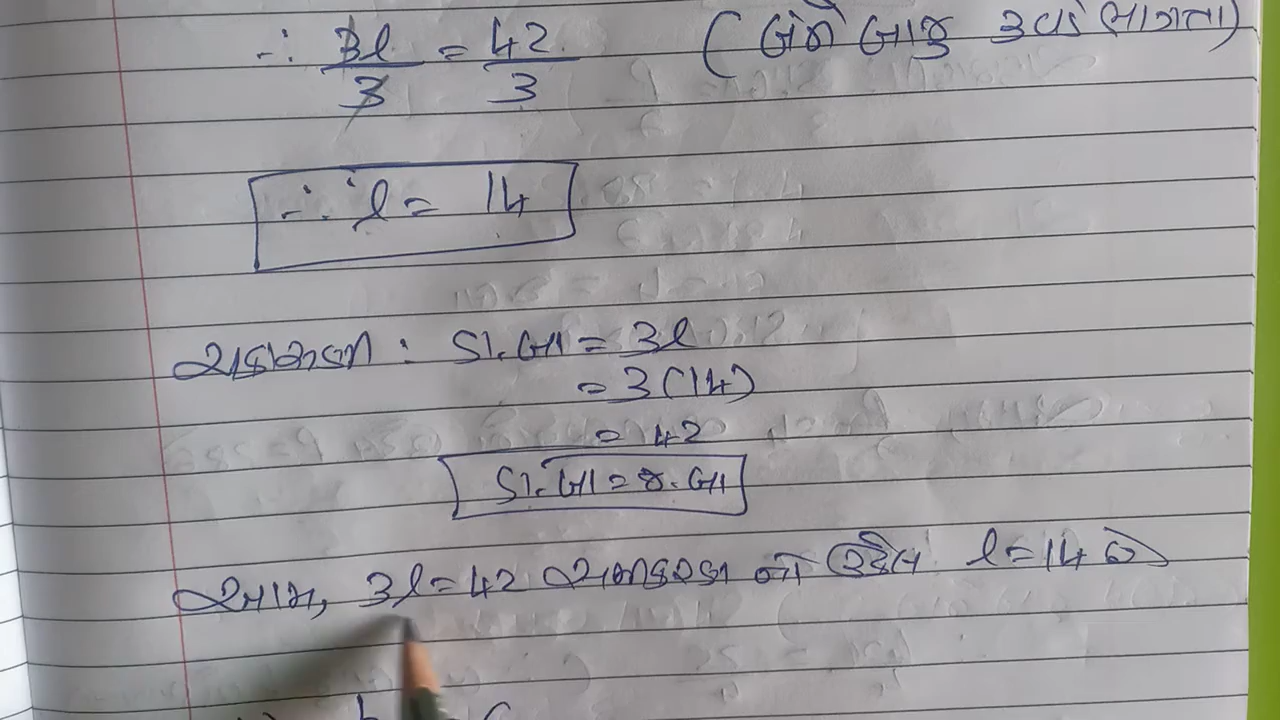 ∴ 3l/3 = 42/3 (બંને બાજુ 3 વડે ભાગતા)
∴ l = 14
ચકાસણી : ડા.બા = 3l
= 3(14)
= 42
ડા.બા = જ.બા
આમ, 3l = 42 સમીકરણ નો ઉકેલ l = 14 છે